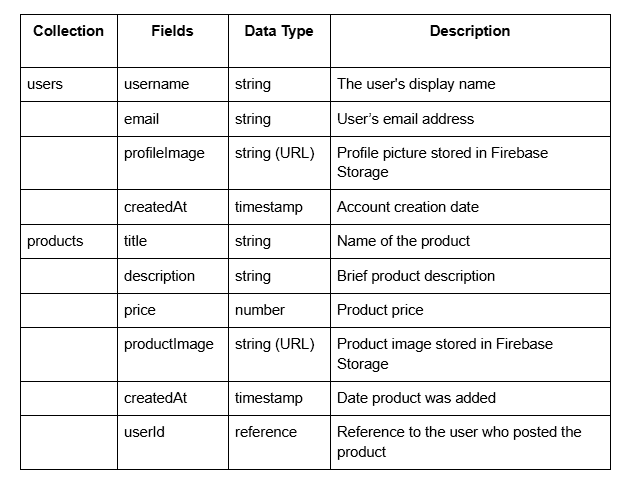 Collection Fields Data Type Description
users username string The user's display name
email string User’s email address
profileImage string (URL) Profile picture stored in Firebase
Storage
createdAt timestamp Account creation date
products title string Name of the product
description string Brief product description
price number Product price
productImage string (URL) Product image stored in Firebase
Storage
createdAt timestamp Date product was added
userId reference Reference to the user who posted the
product